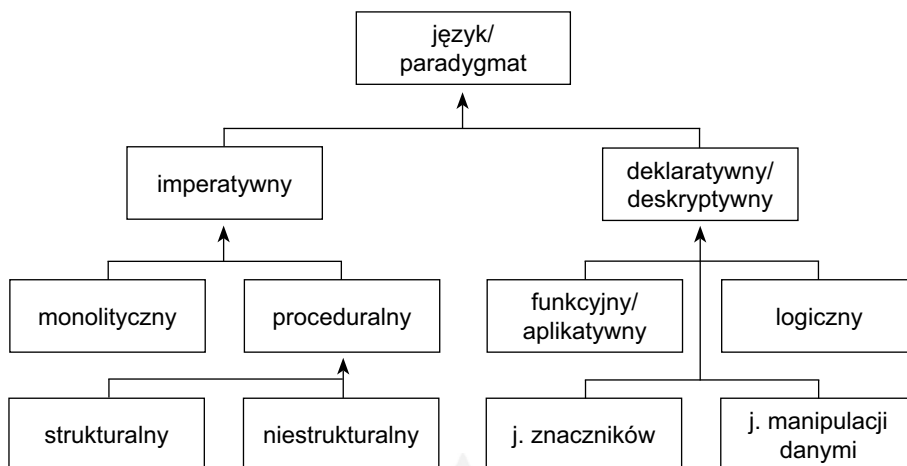 język/
paradygmat
imperatywny
deklaratywny/
deskryptywny
monolityczny
proceduralny
funkcyjny/
aplikatywny
logiczny
strukturalny
niestrukturalny
j. znaczników
j. manipulacji
danymi